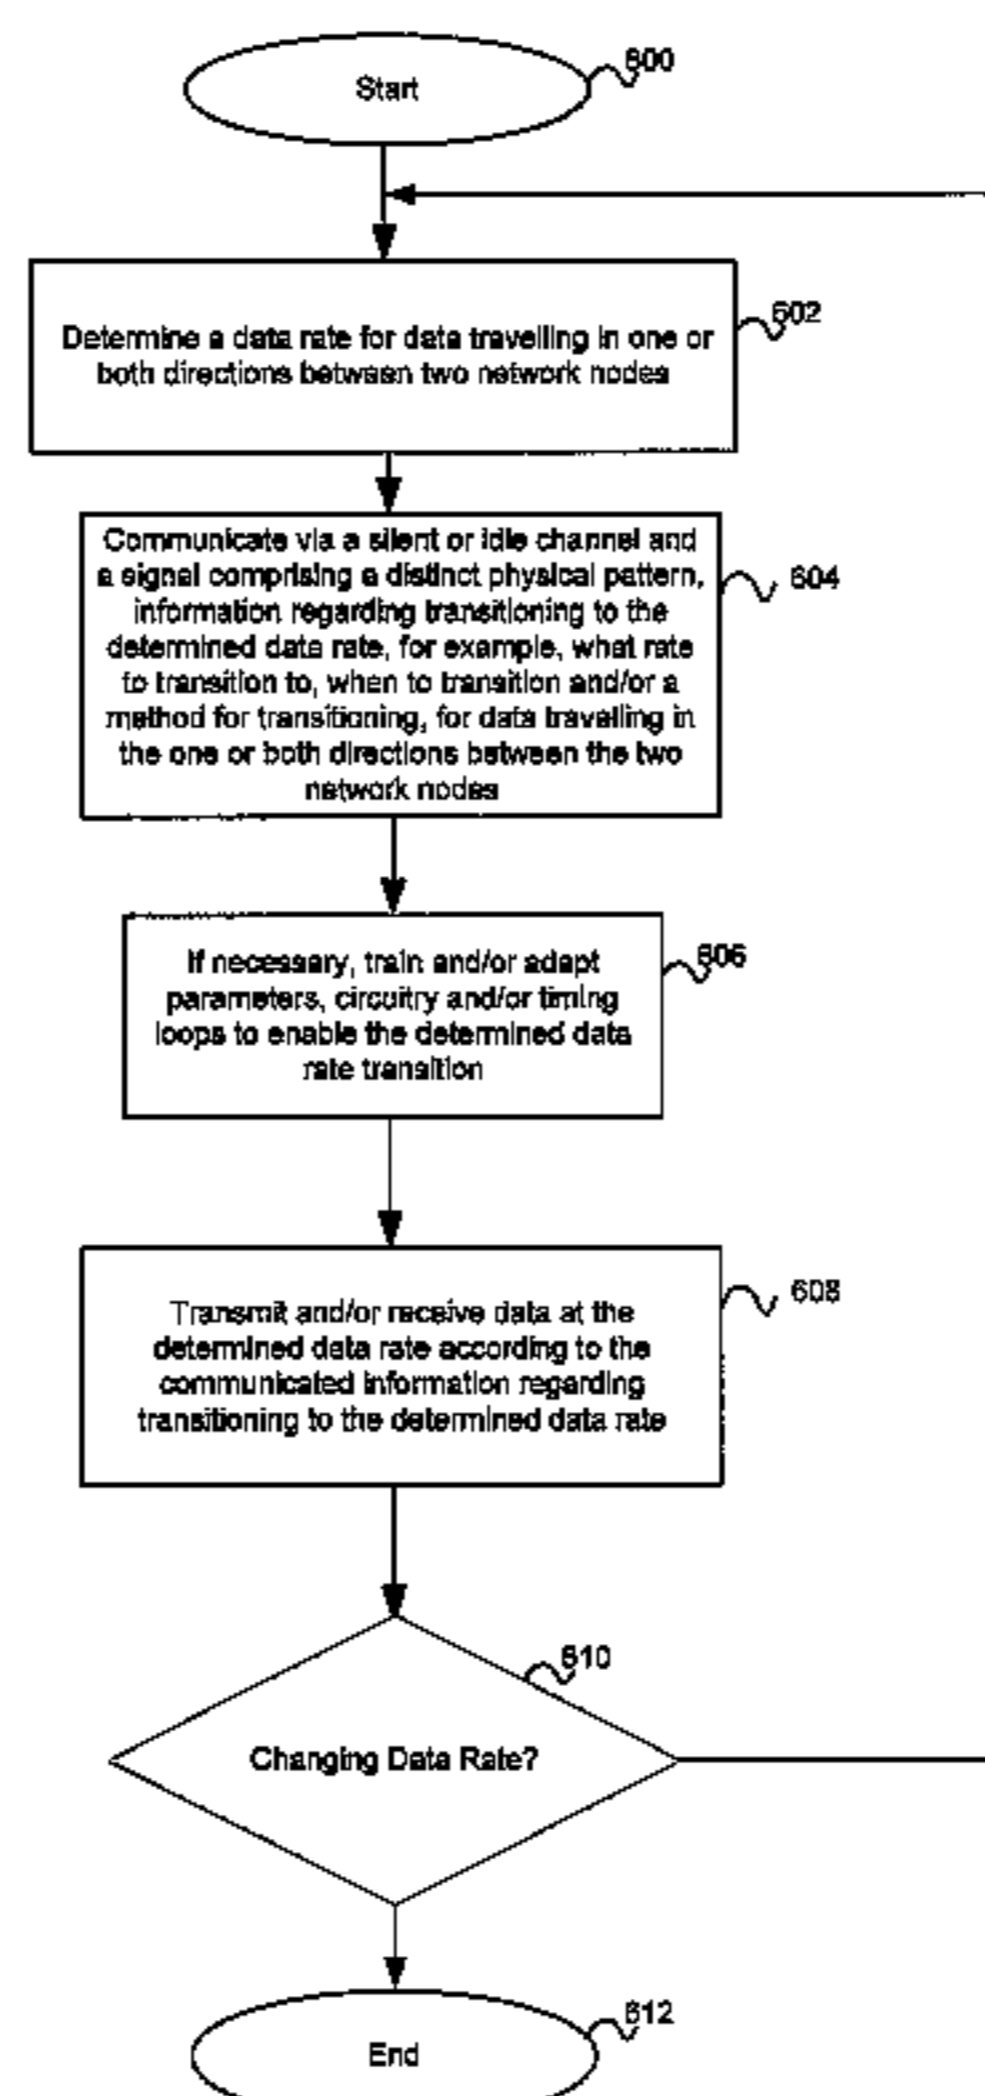 Start
600
Determine a data rate for data travelling in one or
both directions between two network nodes
602
Communicate via a silent or idle channel and
a signal comprising a distinct physical pattern,
information regarding transitioning to the
determined data rate, for example, what rate
to transition to, when to transition and/or a
method for transitioning, for data travelling in
the one or both directions between the two
network nodes
604
If necessary, train and/or adapt
parameters, circuitry and/or timing
loops to enable the determined data
rate transition
606
Transmit and/or receive data at the
determined data rate according to the
communicated information regarding
transitioning to the determined data rate
608
610
Changing Data Rate?
End
612